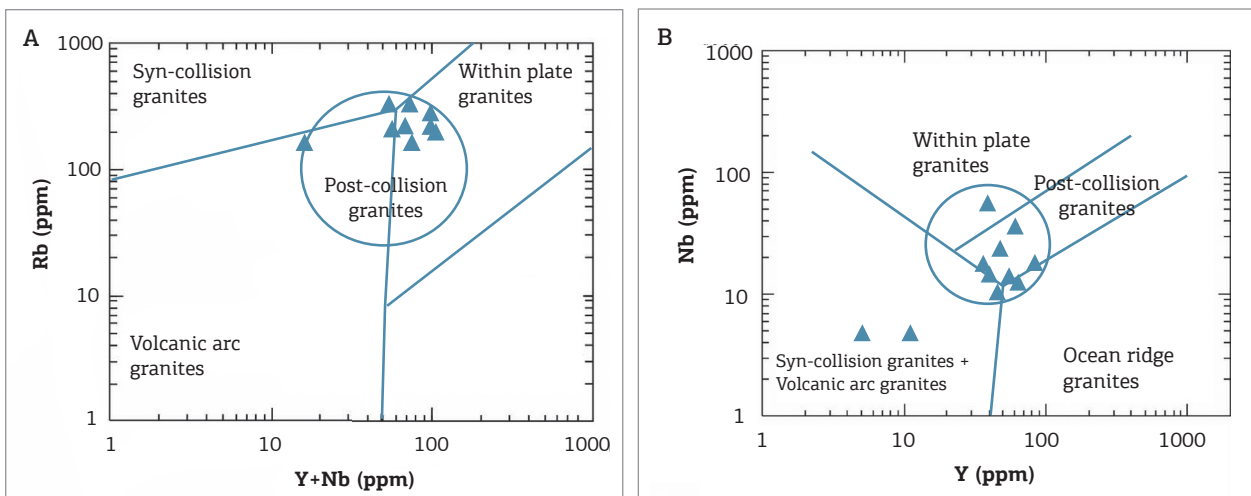 A
1000
100
10
1
Rb (ppm)
Syn-collision
granites
Within plate
granites
Post-collision
granites
Volcanic arc
granites
1
10
100
1000
Y+Nb (ppm)
B
1000
100
10
1
Nb (ppm)
Within plate
granites
Post-collision
granites
Syn-collision granites +
Volcanic arc granites
Ocean ridge
granites
1
10
100
1000
Y (ppm)